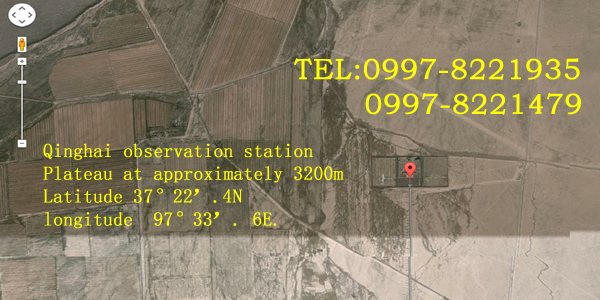 TEL:0997-8221935
0997-8221479
Qinghai observation station
Plateau at approximately 3200m
Latitude 37°22′.4N
longitude 97°33′. 6E.